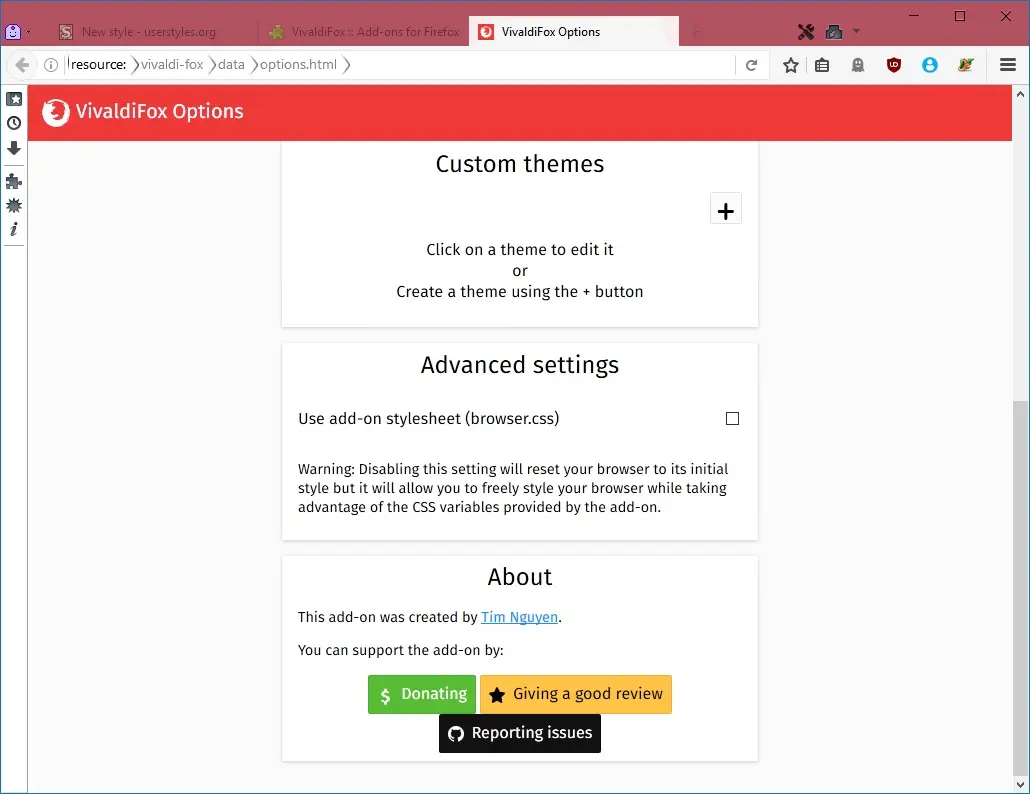 New style - userstyles.org
VivaldiFox :: Add-ons for Firefox
VivaldiFox Options
resource: vivaldi-fox data options.html
VivaldiFox Options
Custom themes
Click on a theme to edit it
or
Create a theme using the + button
Advanced settings
Use add-on stylesheet (browser.css)
Warning: Disabling this setting will reset your browser to its initial
style but it will allow you to freely style your browser while taking
advantage of the CSS variables provided by the add-on.
About
This add-on was created by Tim Nguyen.
You can support the add-on by:
$ Donating
Giving a good review
Reporting issues